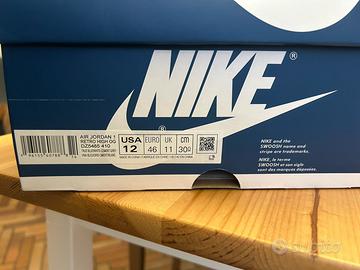 NIKE
®
AIR JORDAN 1
RETRO HIGH OG
DZ5485 410
USA EURO UK cm
12 46 11 30
NIKE and the
SWOOSH name and
stripe are trademarks.
NIKE, le terme
SWOOSH et son sigle
sont des marques déposées.
subito